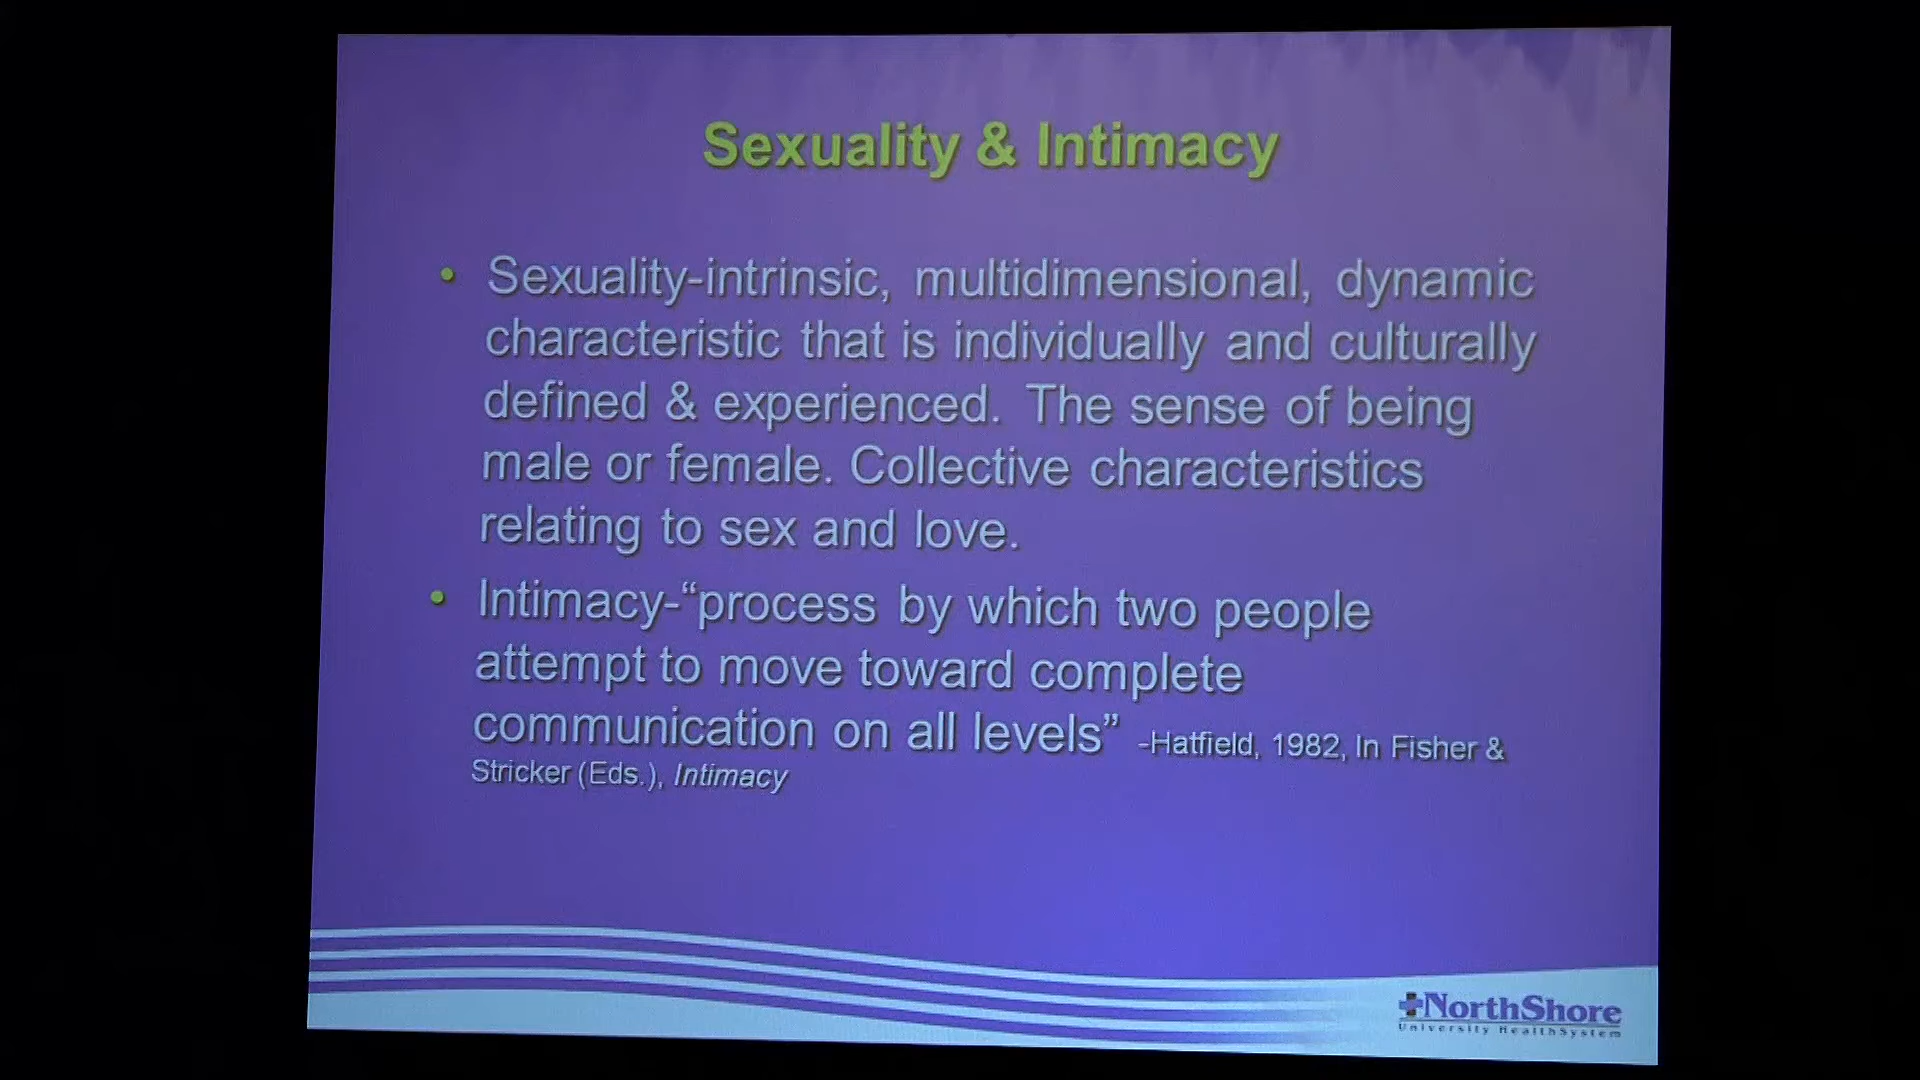 Sexuality & Intimacy
• Sexuality-intrinsic, multidimensional, dynamic
characteristic that is individually and culturally
defined & experienced. The sense of being
male or female. Collective characteristics
relating to sex and love.
• Intimacy-“process by which two people
attempt to move toward complete
communication on all levels” -Hatfield, 1982, In Fisher &
Stricker (Eds.), Intimacy
NorthShore
University HealthSystem